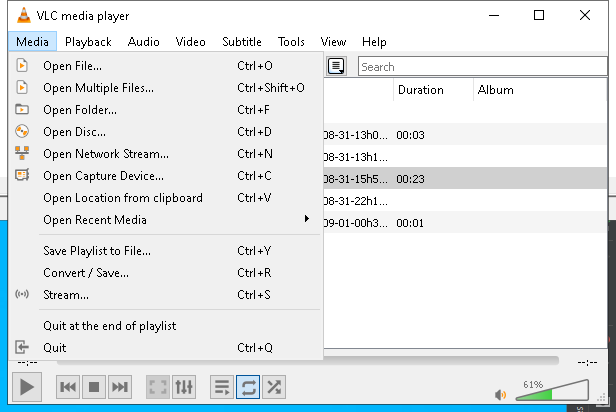 VLC media player
Media Playback Audio Video Subtitle Tools View Help
Open File... Ctrl+O
Open Multiple Files... Ctrl+Shift+O
Open Folder... Ctrl+F
Open Disc... Ctrl+D
Open Network Stream... Ctrl+N
Open Capture Device... Ctrl+C
Open Location from clipboard Ctrl+V
Open Recent Media
Save Playlist to File... Ctrl+Y
Convert / Save... Ctrl+R
Stream... Ctrl+S
Quit at the end of playlist
Quit Ctrl+Q
Search
Duration Album
08-31-13h0... 00:03
08-31-13h1...
08-31-15h5... 00:23
08-31-22h1...
09-01-00h3... 00:01
--:-- --:--
61%